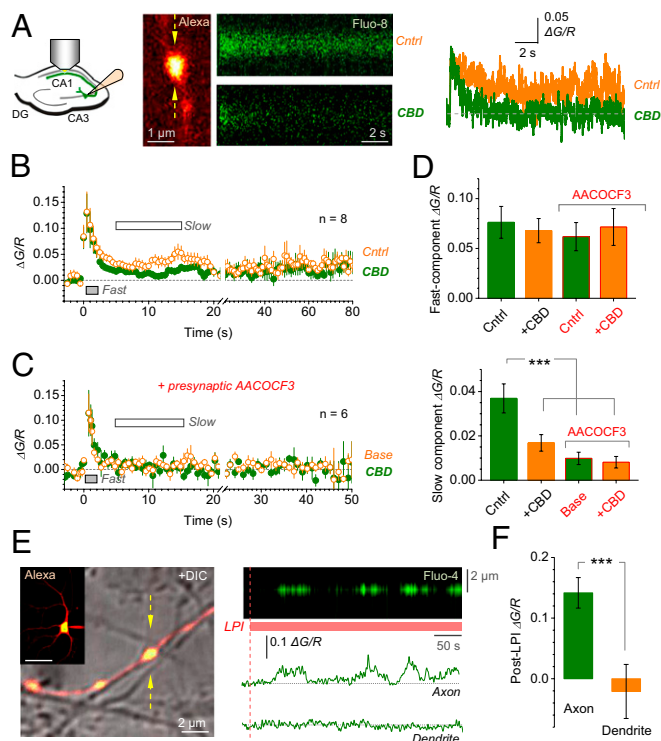 A
CA1
DG
CA3
Alexa
1 µm
Fluo-8
Cntrl
CBD
2 s
0.05
ΔG/R
2 s
Cntrl
CBD
B
ΔG/R
0.15
0.10
0.05
0.00
Slow
Fast
n = 8
Cntrl
CBD
0 10 20 40 60 80
Time (s)
C
+ presynaptic AACOCF3
ΔG/R
0.15
0.10
0.05
0.00
Slow
Fast
n = 6
Base
CBD
0 10 20 30 40 50
Time (s)
D
Fast-component ΔG/R
0.10
0.05
0.00
AACOCF3
Cntrl
+CBD
Cntrl
+CBD
Slow component ΔG/R
0.04
0.02
0.00
***
AACOCF3
Cntrl
+CBD
Base
+CBD
E
Alexa
+DIC
2 µm
Fluo-4
2 µm
LPI
50 s
0.1 ΔG/R
Axon
Dendrite
F
Post-LPI ΔG/R
0.2
0.1
0.0
***
Axon
Dendrite